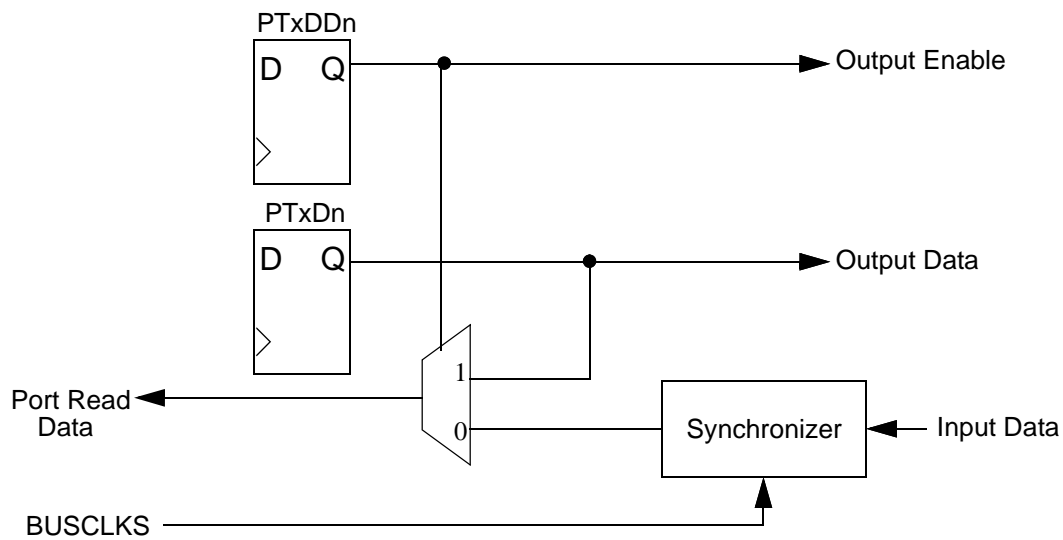 PTxDDn
D Q
Output Enable
PTxDn
D Q
Output Data
1
Port Read
Data
0
Synchronizer
Input Data
BUSCLKS